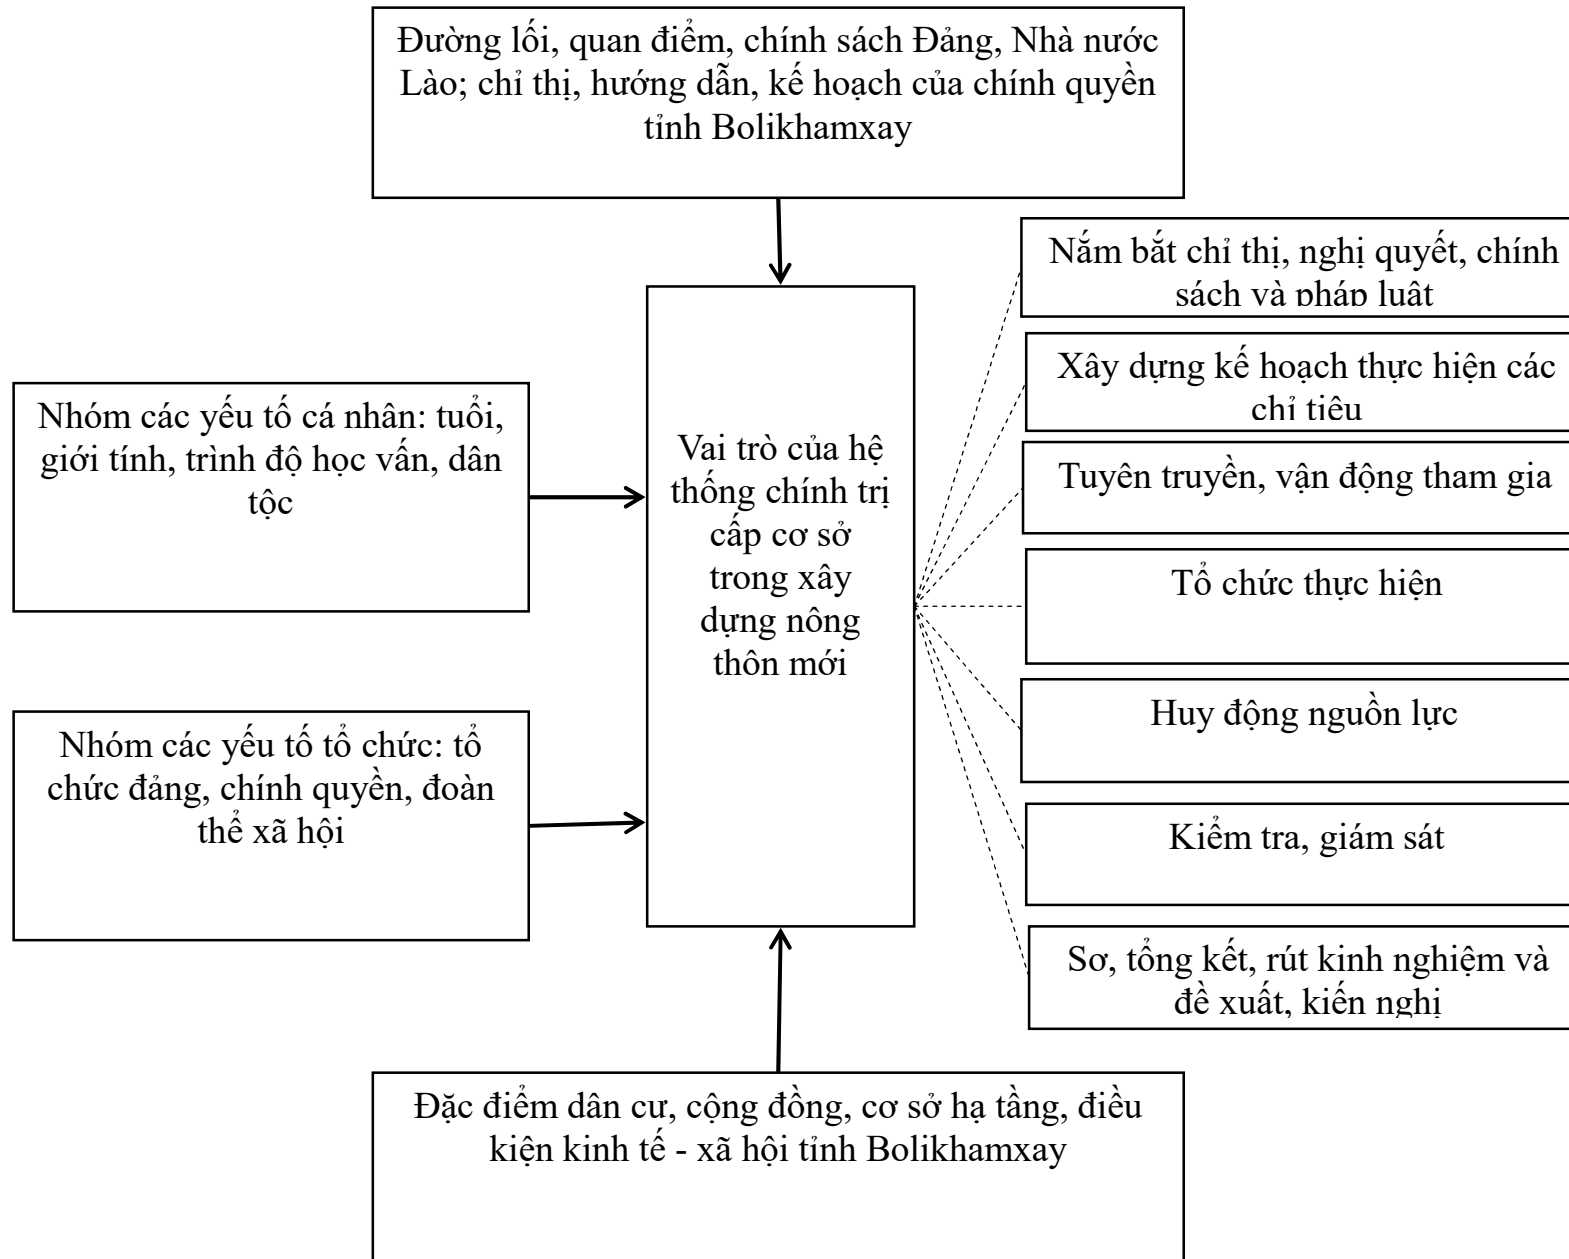 Đường lối, quan điểm, chính sách Đảng, Nhà nước
Lào; chỉ thị, hướng dẫn, kế hoạch của chính quyền
tỉnh Bolikhamxay
Nhóm các yếu tố cá nhân: tuổi,
giới tính, trình độ học vấn, dân
tộc
Nhóm các yếu tố tổ chức: tổ
chức đảng, chính quyền, đoàn
thể xã hội
Vai trò của hệ
thống chính trị
cấp cơ sở
trong xây
dựng nông
thôn mới
Nắm bắt chỉ thị, nghị quyết, chính
sách và pháp luật
Xây dựng kế hoạch thực hiện các
chỉ tiêu
Tuyên truyền, vận động tham gia
Tổ chức thực hiện
Huy động nguồn lực
Kiểm tra, giám sát
Sơ, tổng kết, rút kinh nghiệm và
đề xuất, kiến nghị
Đặc điểm dân cư, cộng đồng, cơ sở hạ tầng, điều
kiện kinh tế - xã hội tỉnh Bolikhamxay